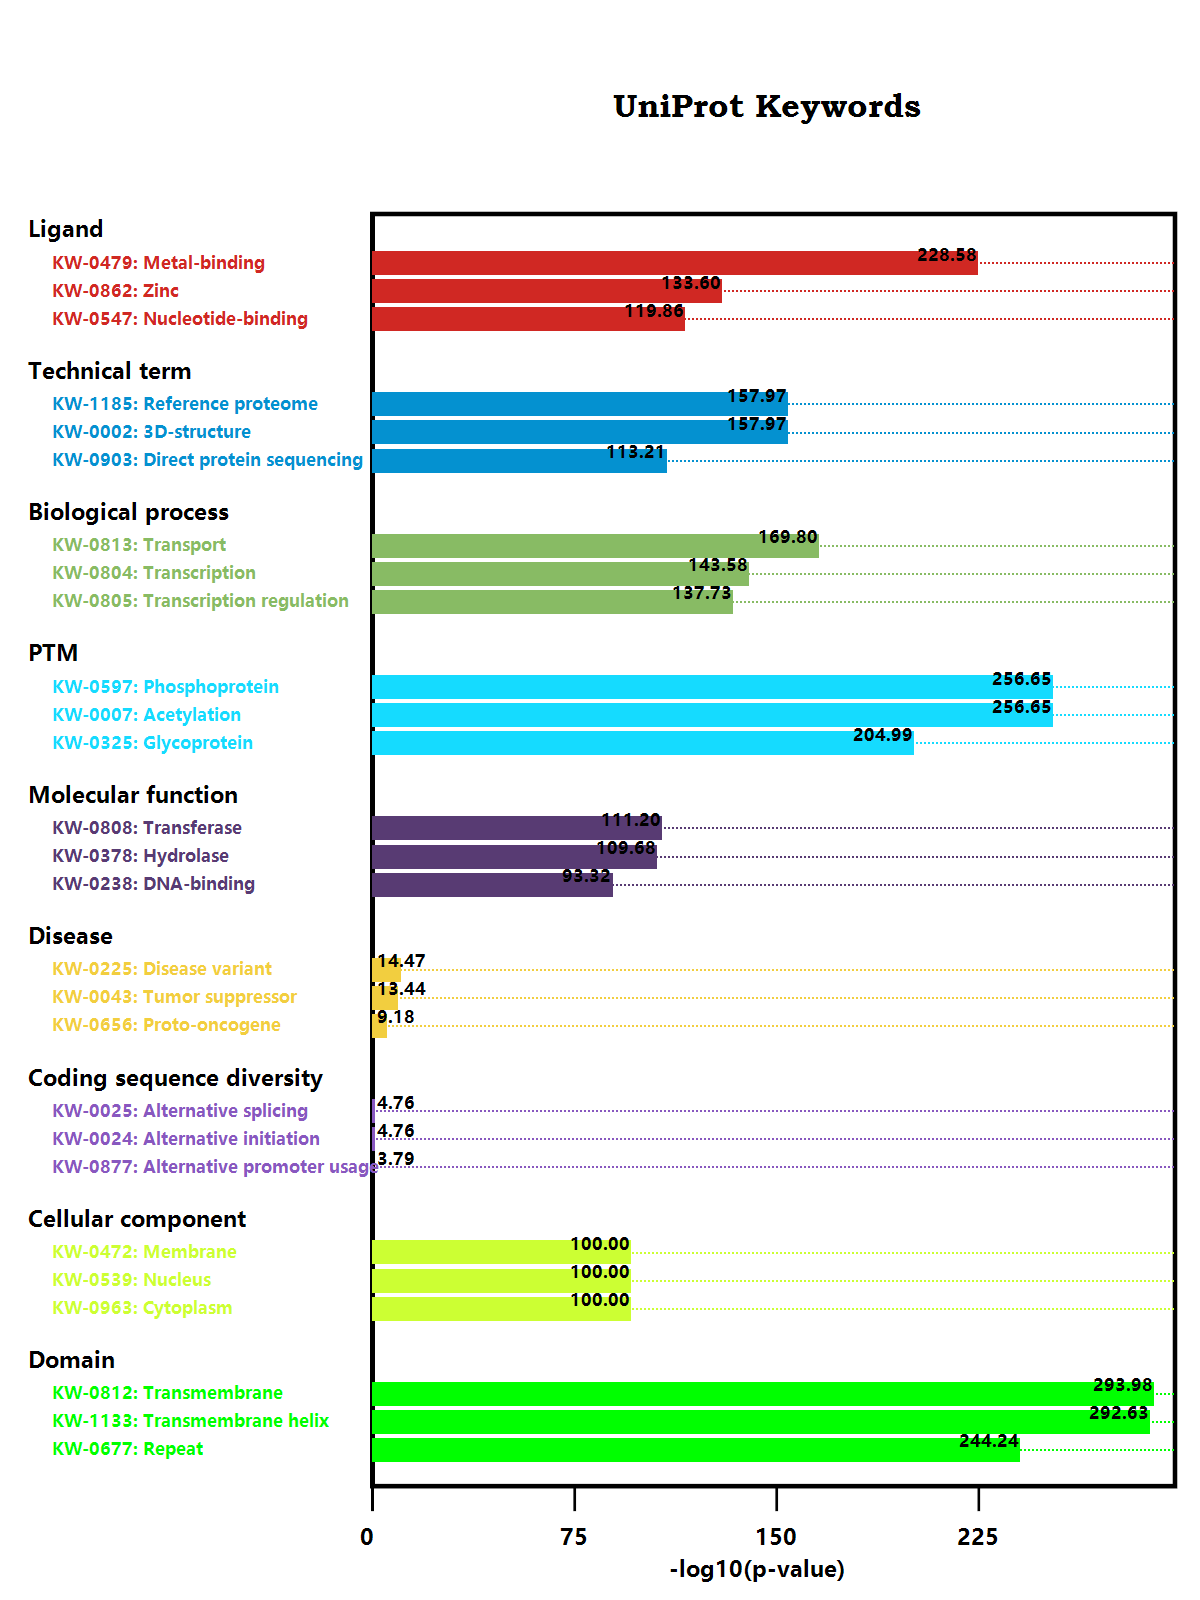 UniProt Keywords
Ligand
KW-0479: Metal-binding 228.58
KW-0862: Zinc 133.60
KW-0547: Nucleotide-binding 119.86
Technical term
KW-1185: Reference proteome 157.97
KW-0002: 3D-structure 157.97
KW-0903: Direct protein sequencing 113.21
Biological process
KW-0813: Transport 169.80
KW-0804: Transcription 143.58
KW-0805: Transcription regulation 137.73
PTM
KW-0597: Phosphoprotein 256.65
KW-0007: Acetylation 256.65
KW-0325: Glycoprotein 204.99
Molecular function
KW-0808: Transferase 111.20
KW-0378: Hydrolase 109.68
KW-0238: DNA-binding 93.32
Disease
KW-0225: Disease variant 14.47
KW-0043: Tumor suppressor 13.44
KW-0656: Proto-oncogene 9.18
Coding sequence diversity
KW-0025: Alternative splicing 4.76
KW-0024: Alternative initiation 4.76
KW-0877: Alternative promoter usage 3.79
Cellular component
KW-0472: Membrane 100.00
KW-0539: Nucleus 100.00
KW-0963: Cytoplasm 100.00
Domain
KW-0812: Transmembrane 293.98
KW-1133: Transmembrane helix 292.63
KW-0677: Repeat 244.24
0 75 150 225
-log10(p-value)